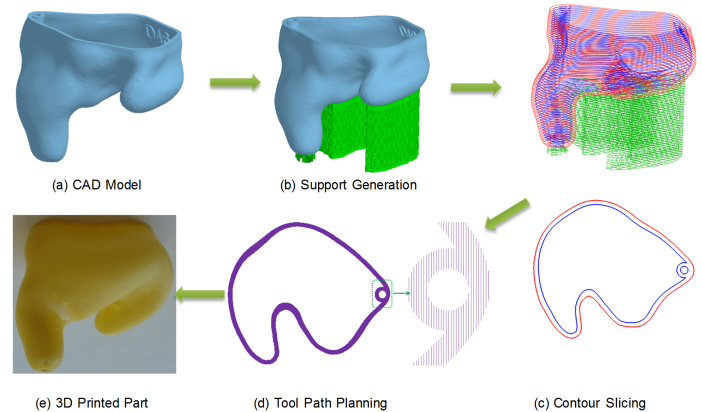 (a) CAD Model
(b) Support Generation
(e) 3D Printed Part
(d) Tool Path Planning
(c) Contour Slicing